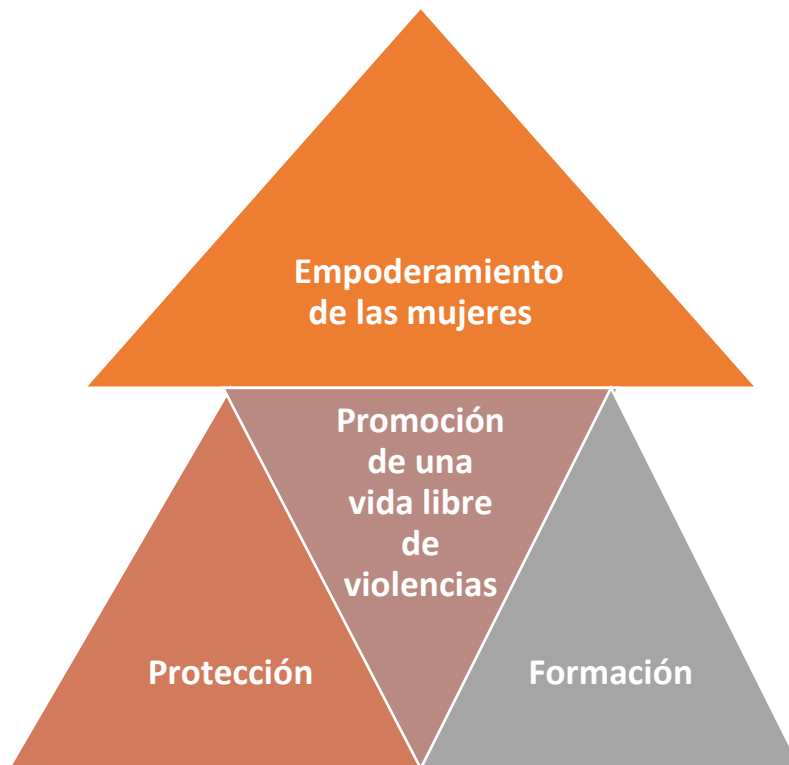 Empoderamiento
de las mujeres
Promoción
de una
vida libre
de
violencias
Protección
Formación